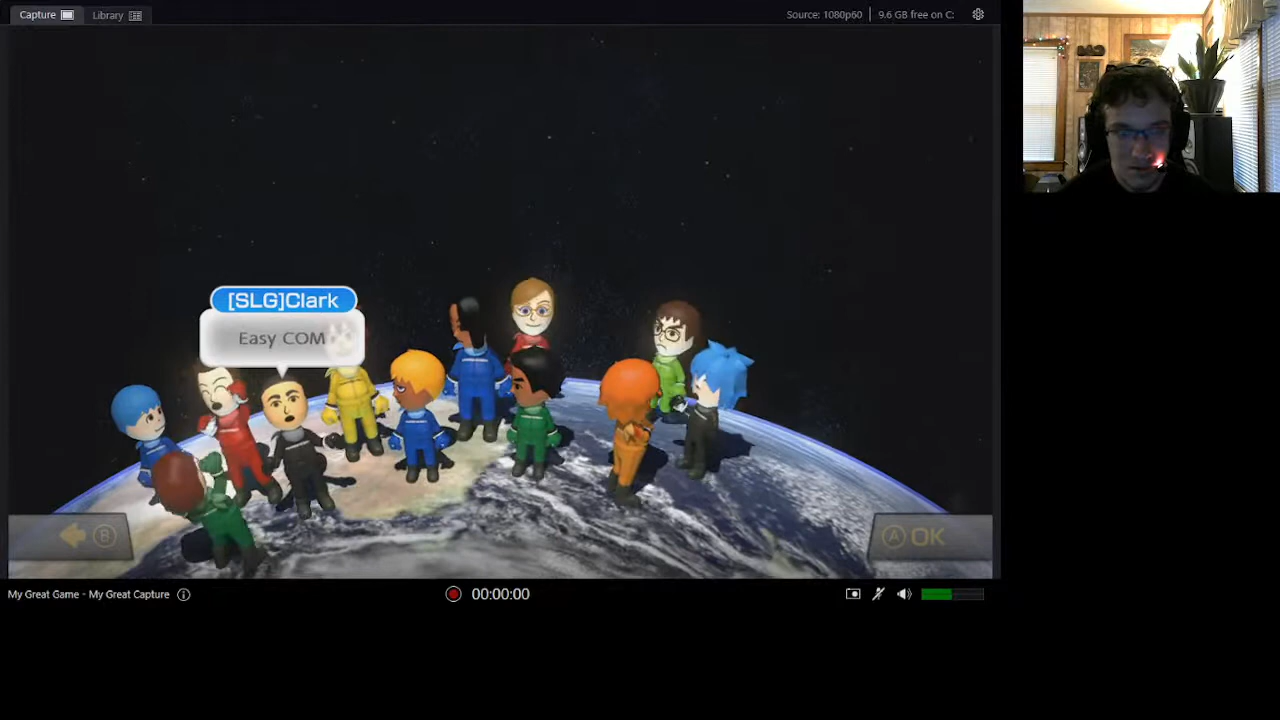 Capture
Library
Source: 1080p60
9.6 GB free on C:
[SLG]Clark
Easy COM
B
A OK
My Great Game - My Great Capture
00:00:00